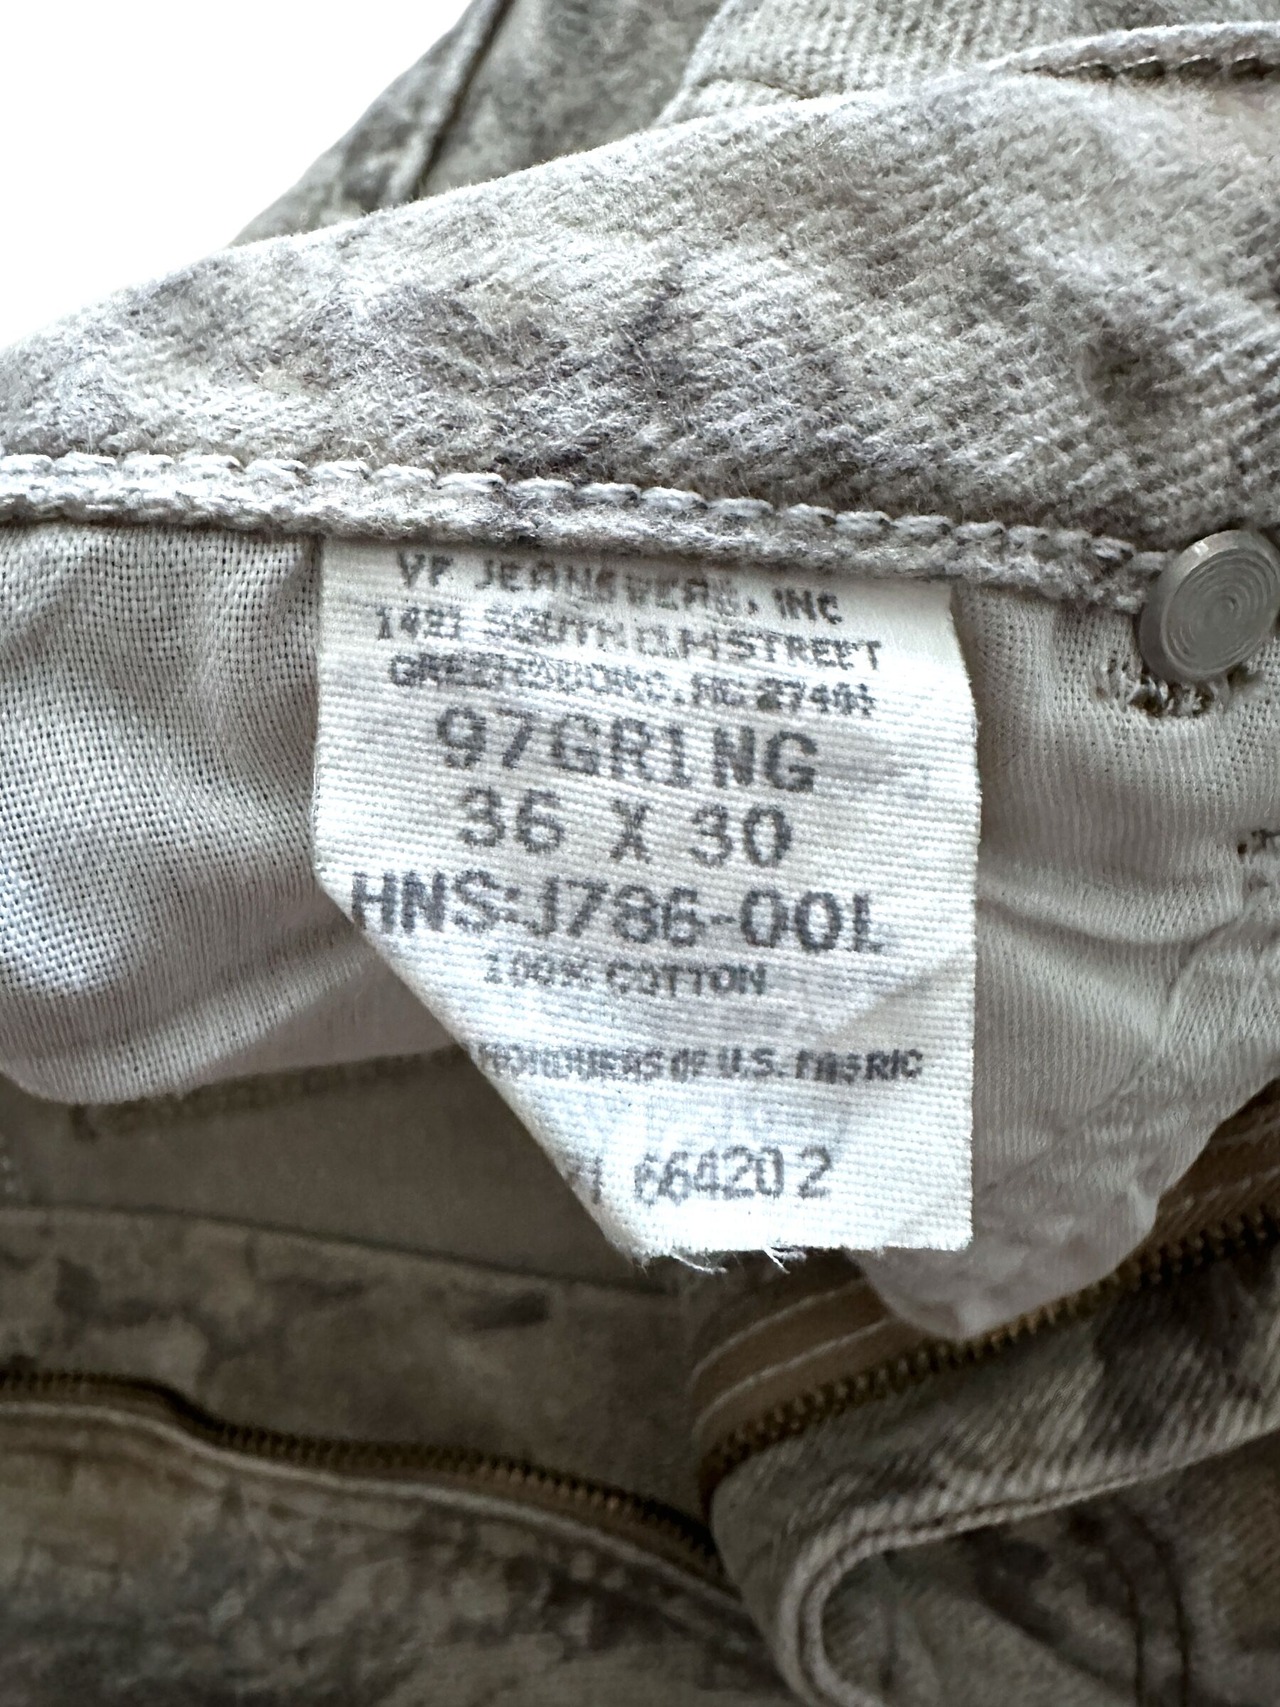 VF JEANSWEAR, INC
SOUTH ELM STREET
GREENSBORO, NC 27401
97GR1NG
36 X 30
HNS:J786-00L
100% COTTON
OF U.S. FABRIC
664202